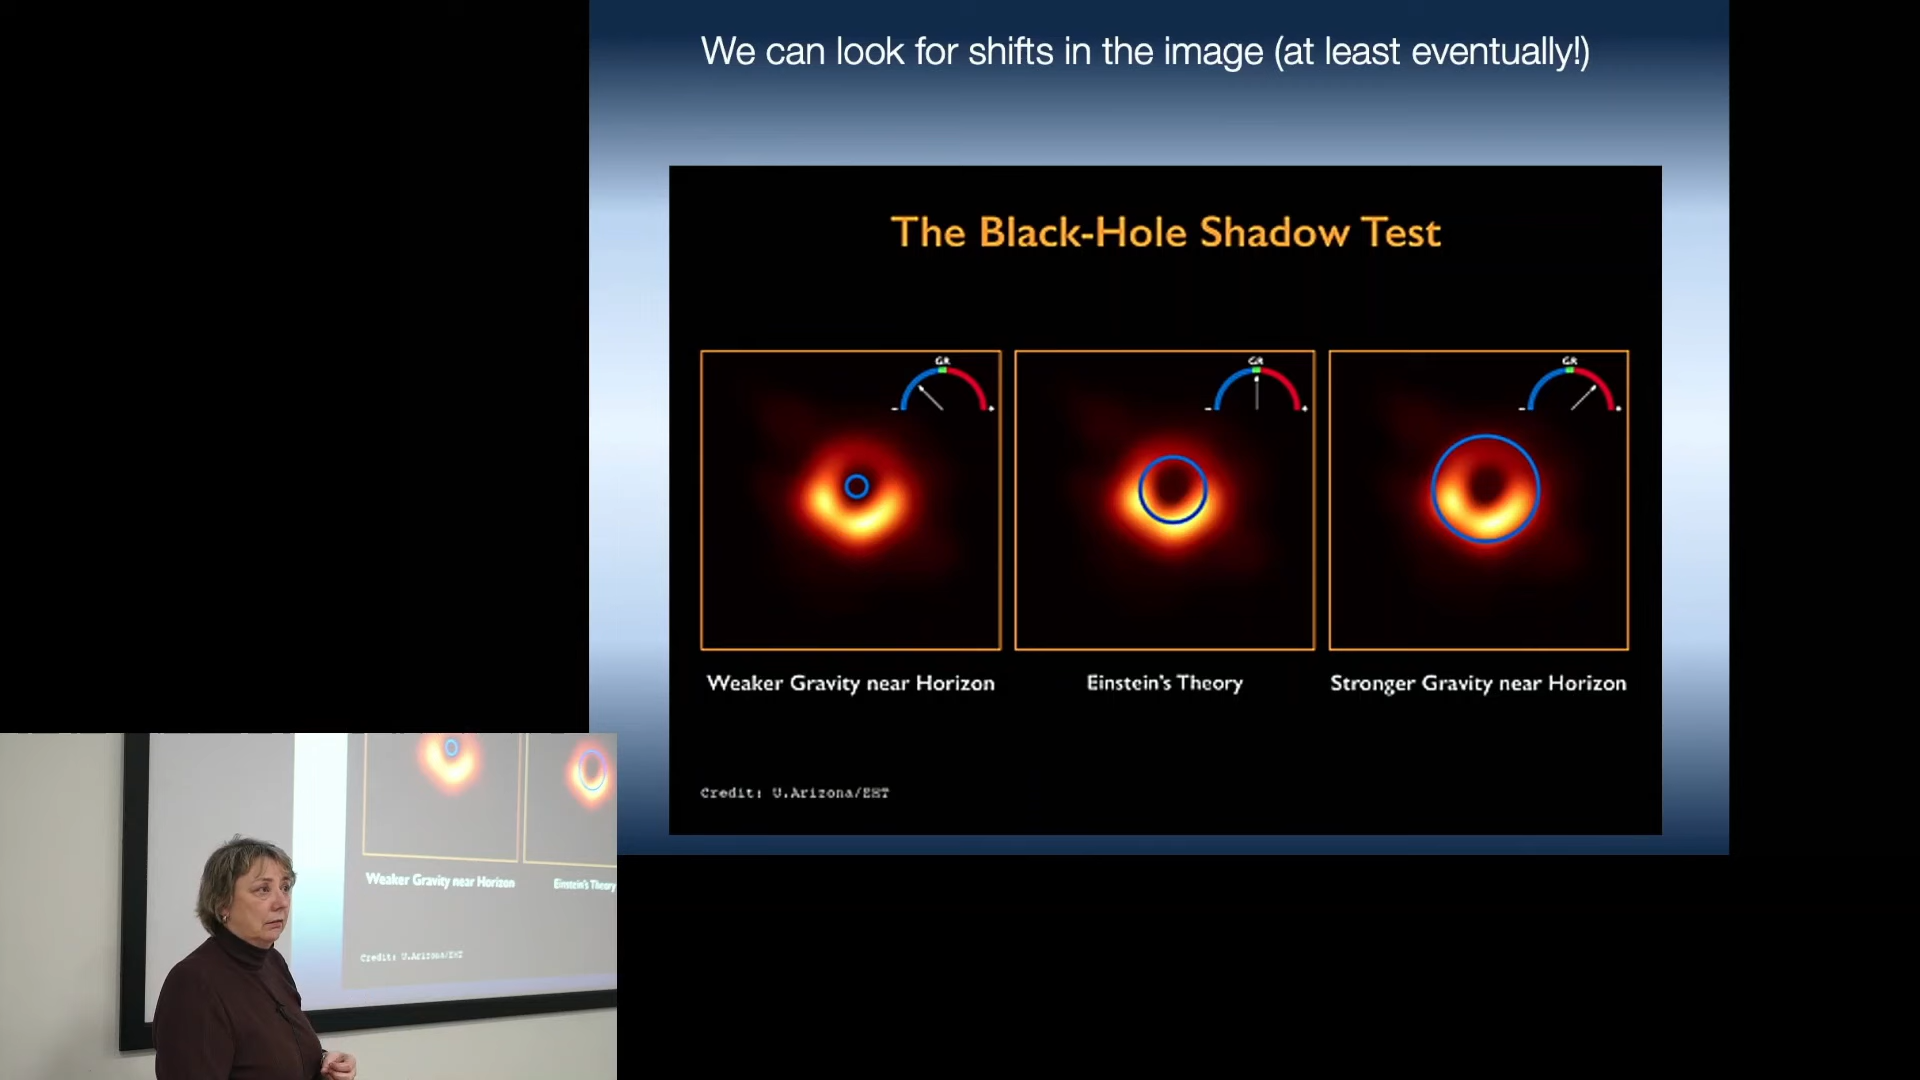 We can look for shifts in the image (at least eventually!)
The Black-Hole Shadow Test
GR
- +
GR
- +
GR
- +
Weaker Gravity near Horizon
Einstein's Theory
Stronger Gravity near Horizon
Credit: U.Arizona/EHT
Weaker Gravity near Horizon
Einstein's Theory
Credit: U.Arizona/EHT